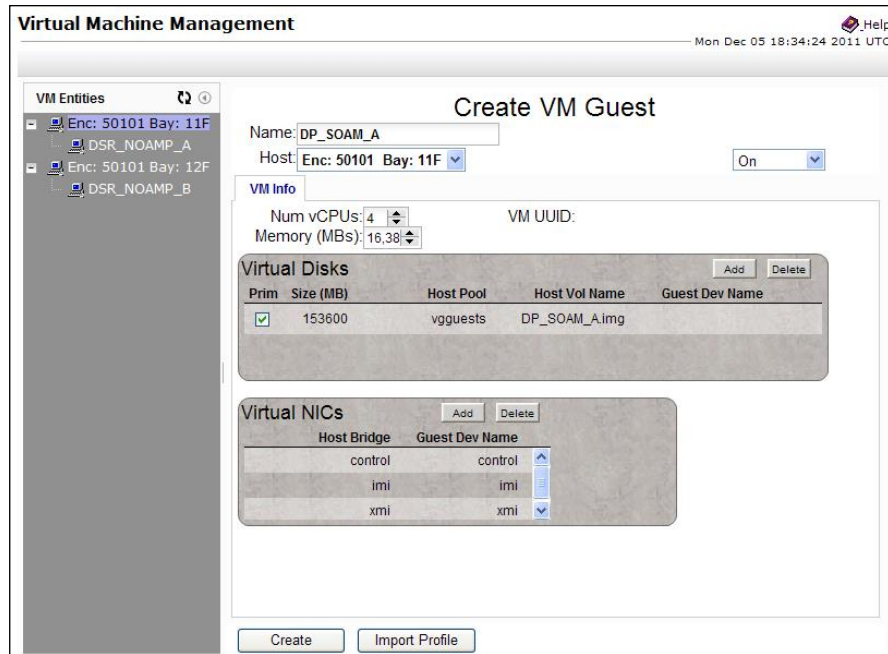 Virtual Machine Management
Help
Mon Dec 05 18:34:24 2011 UTC
VM Entities
Enc: 50101 Bay: 11F
DSR_NOAMP_A
Enc: 50101 Bay: 12F
DSR_NOAMP_B
Create VM Guest
Name: DP_SOAM_A
Host: Enc: 50101 Bay: 11F
On
VM Info
Num vCPUs: 4 VM UUID:
Memory (MBs): 16,38
Virtual Disks Add Delete
Prim Size (MB) Host Pool Host Vol Name Guest Dev Name
153600 vgguests DP_SOAM_A.img
Virtual NICs Add Delete
Host Bridge Guest Dev Name
control control
imi imi
xmi xmi
Create Import Profile